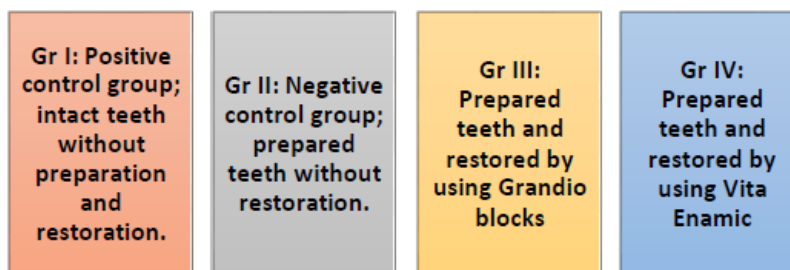 Gr I: Positive
control group;
intact teeth
without
preparation
and
restoration.
Gr II: Negative
control group;
prepared
teeth without
restoration.
Gr III:
Prepared
teeth and
restored by
using Grandio
blocks
Gr IV:
Prepared
teeth and
restored by
using Vita
Enamic